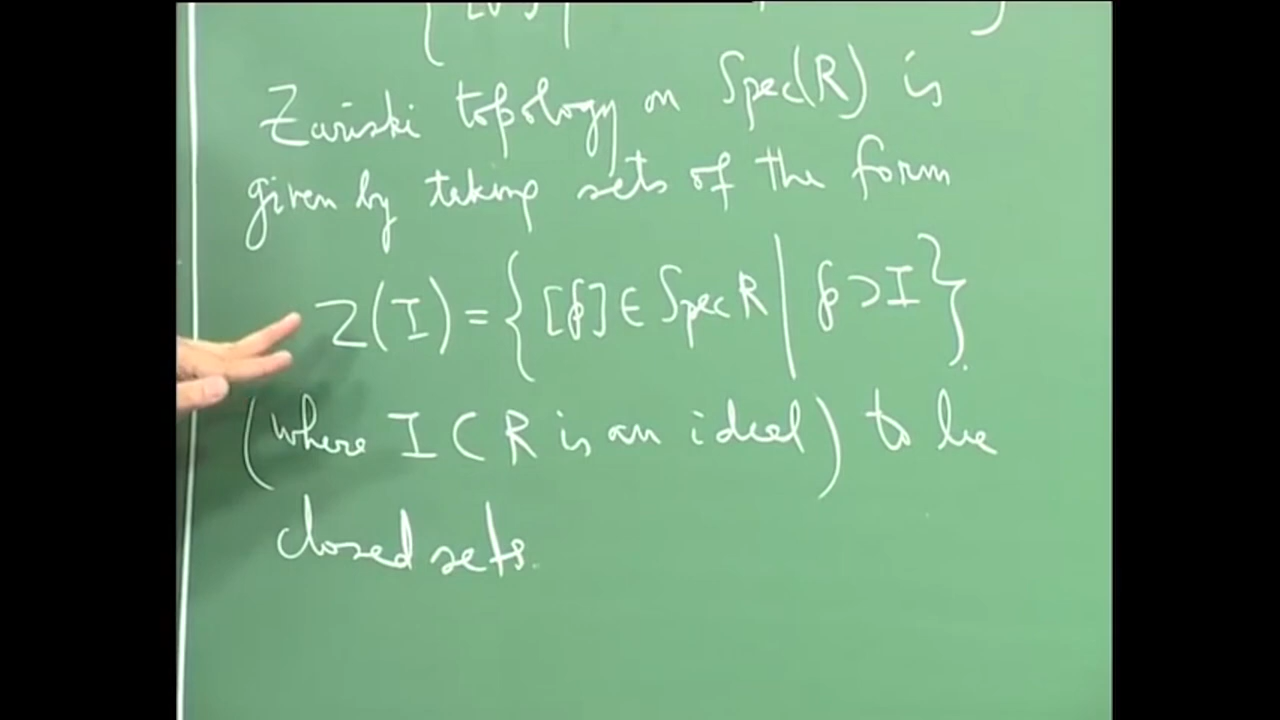 Zariski topology on Spec(R) is
given by taking sets of the form
Z(I) = { [𝔭] ∈ Spec R | 𝔭 ⊃ I }.
(where I ⊂ R is an ideal) to be
closed sets.